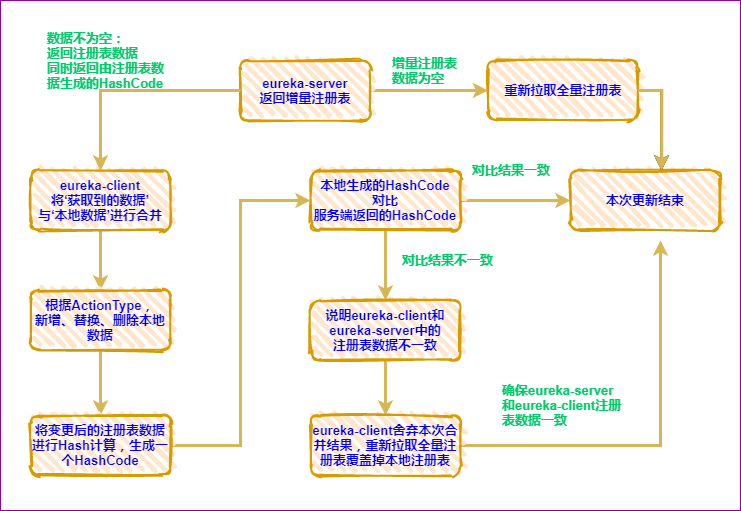 数据不为空：
返回注册表数据
同时返回由注册表数
据生成的HashCode
eureka-server
返回增量注册表
增量注册表
数据为空
重新拉取全量注册表
eureka-client
将‘获取到的数据’
与‘本地数据’进行合并
本地生成的HashCode
对比
服务端返回的HashCode
对比结果一致
本次更新结束
对比结果不一致
根据ActionType，
新增、替换、删除本地
数据
说明eureka-client和
eureka-server中的
注册表数据不一致
将变更后的注册表数据
进行Hash计算，生成一
个HashCode
eureka-client舍弃本次合
并结果，重新拉取全量注
册表覆盖掉本地注册表
确保eureka-server
和eureka-client注册
表数据一致